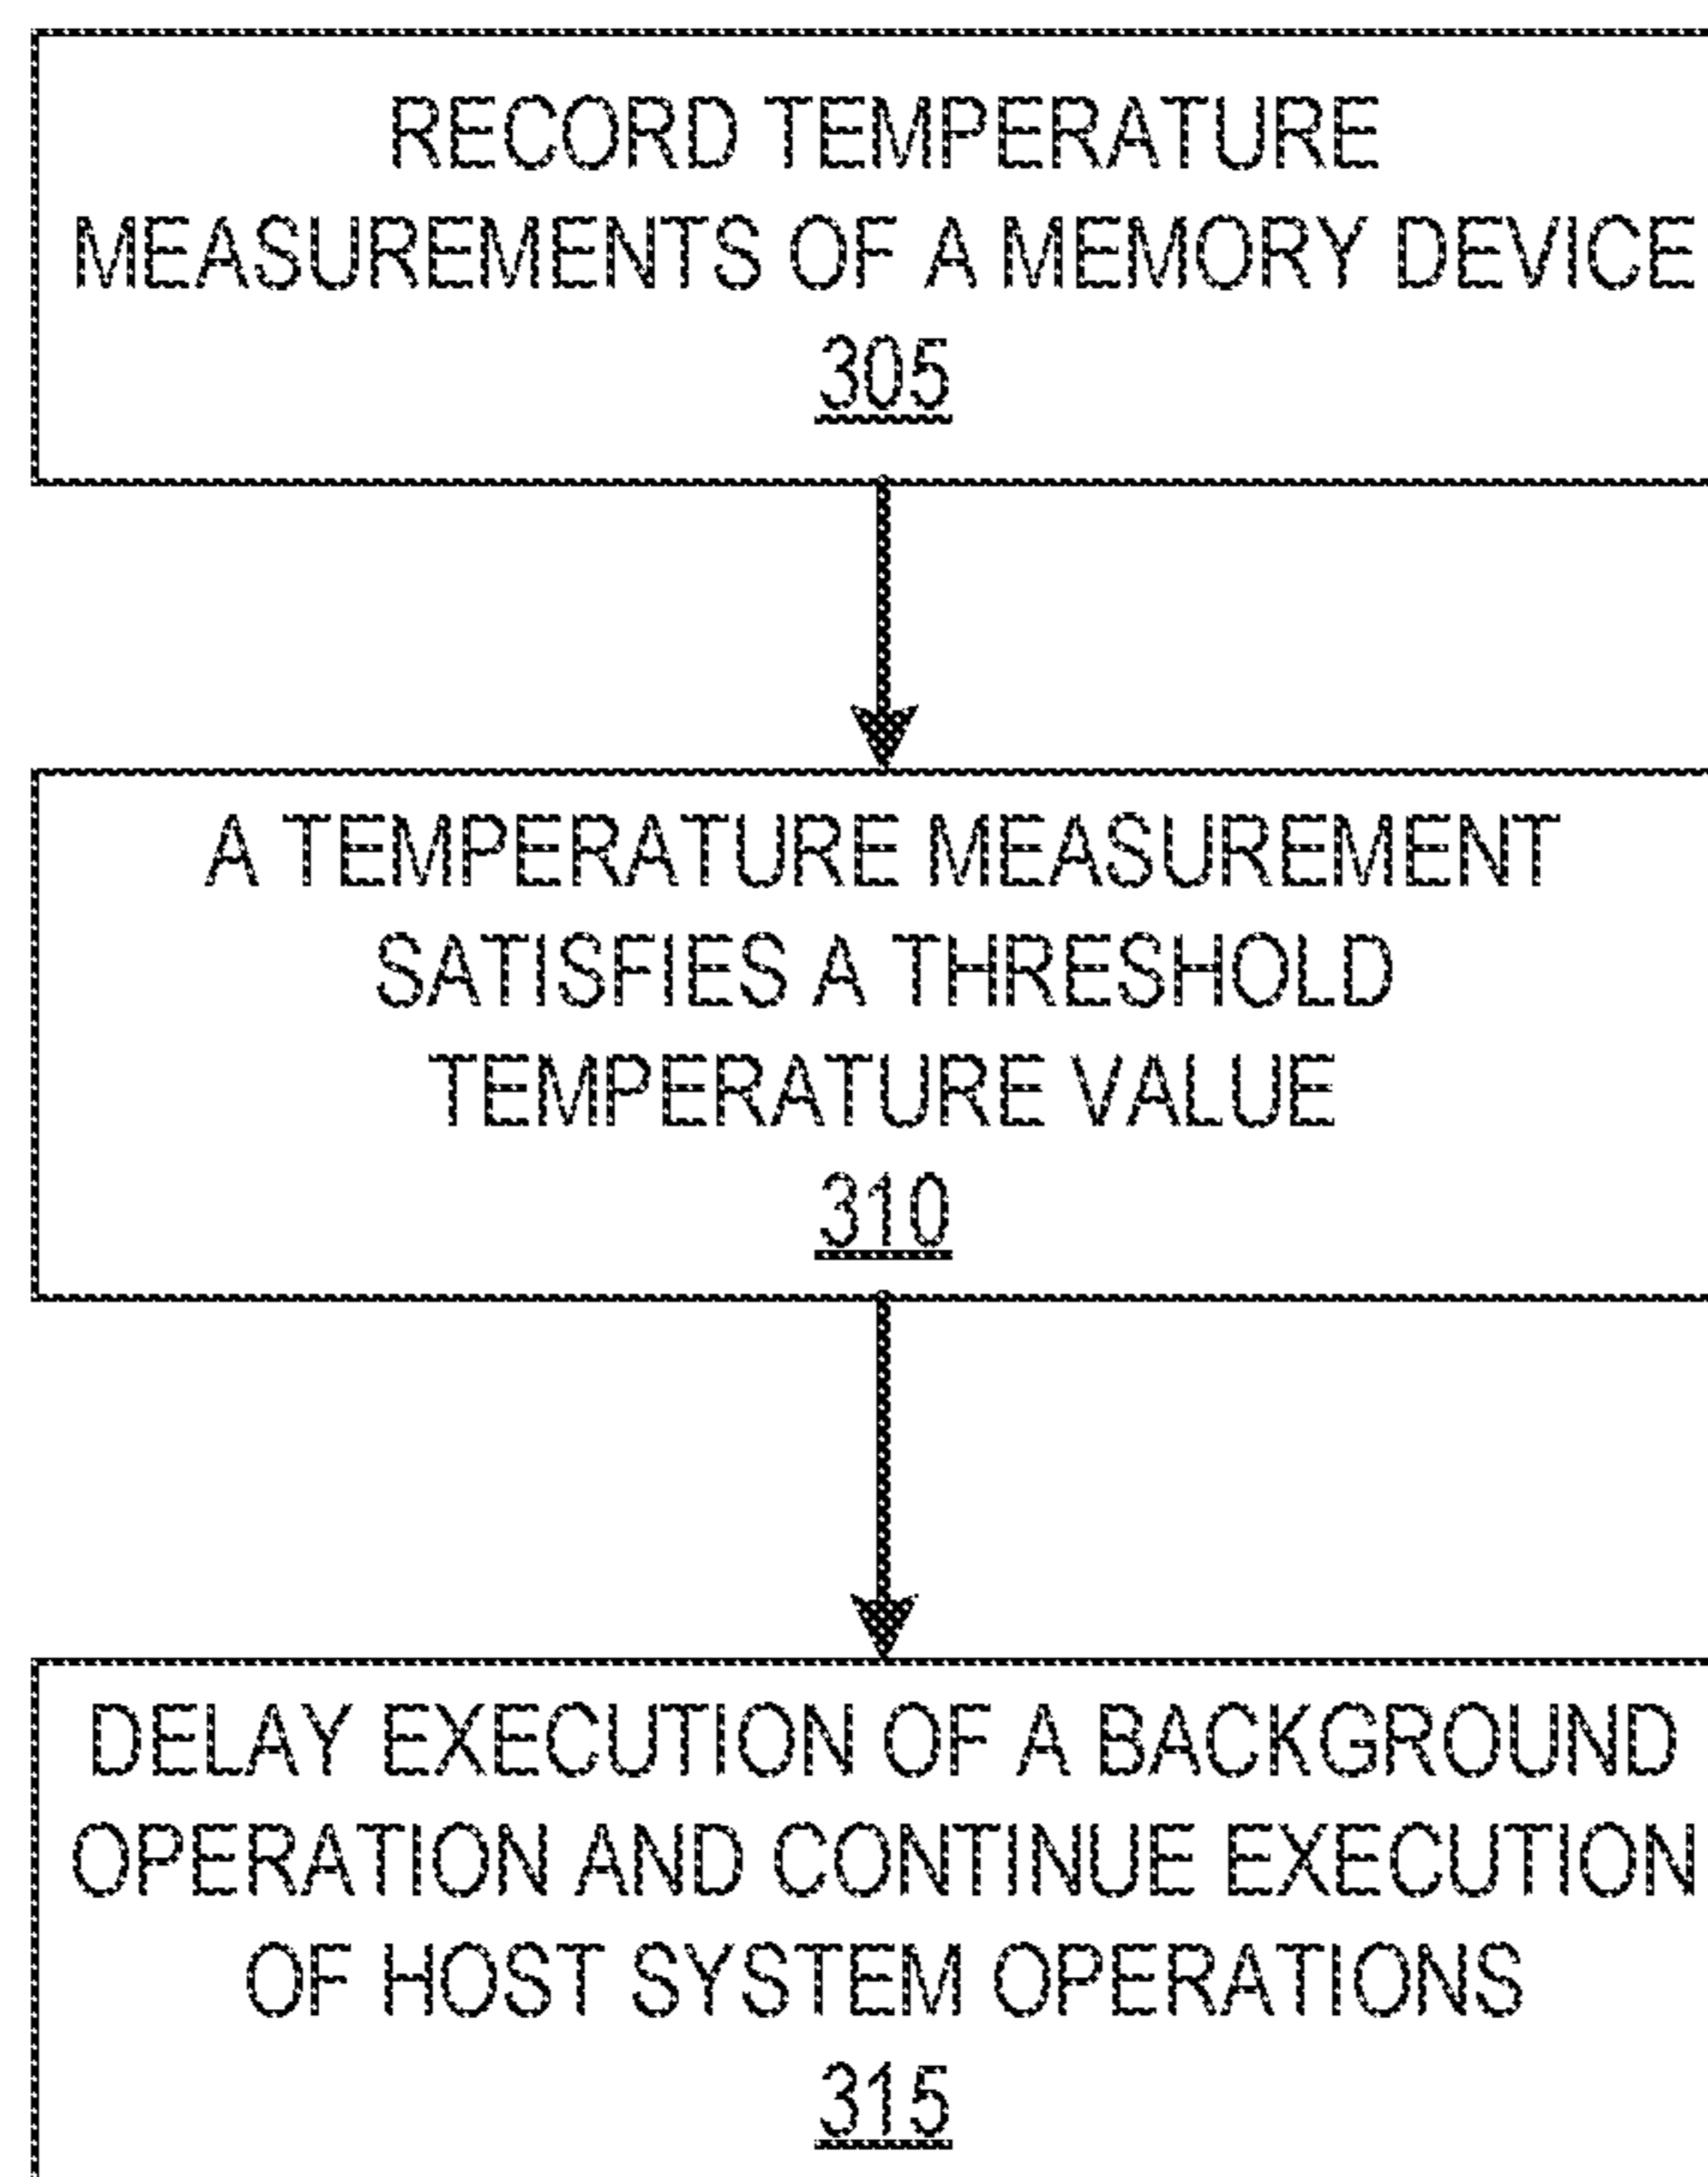 RECORD TEMPERATURE
MEASUREMENTS OF A MEMORY DEVICE
305
A TEMPERATURE MEASUREMENT
SATISFIES A THRESHOLD
TEMPERATURE VALUE
310
DELAY EXECUTION OF A BACKGROUND
OPERATION AND CONTINUE EXECUTION
OF HOST SYSTEM OPERATIONS
315